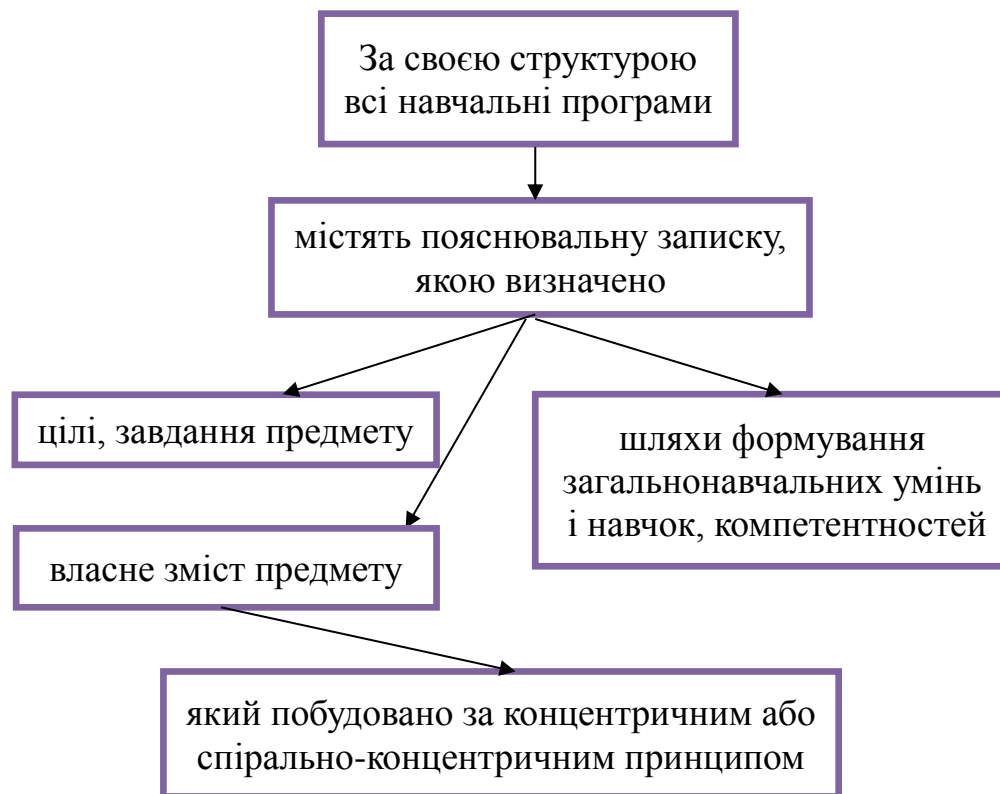 За своєю структурою
всі навчальні програми
містять пояснювальну записку,
якою визначено
цілі, завдання предмету
шляхи формування
загальнонавчальних умінь
і навчок, компетентностей
власне зміст предмету
який побудовано за концентричним або
спірально-концентричним принципом